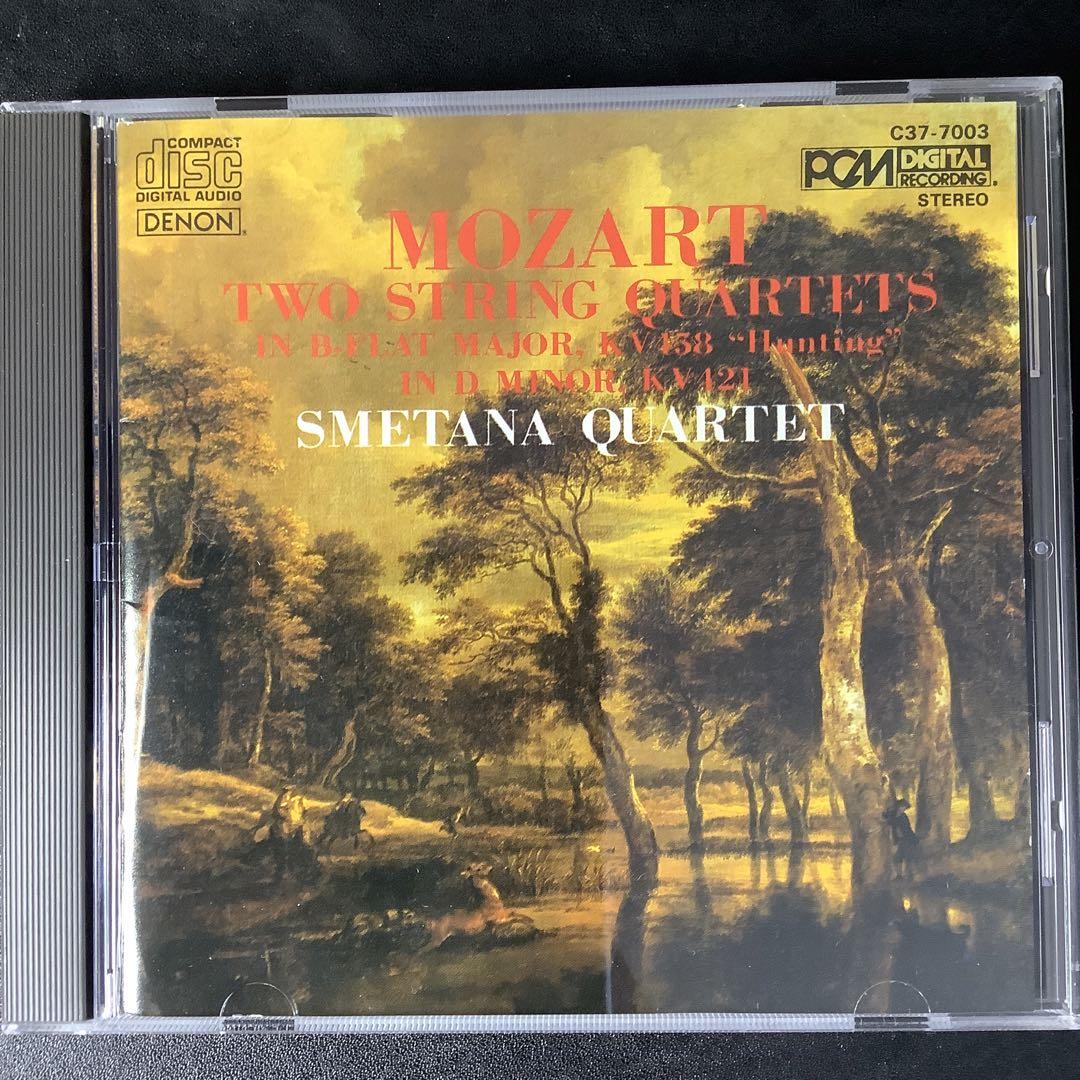 COMPACT
disc
DIGITAL AUDIO
DENON®
C37-7003
PCM DIGITAL RECORDING®
STEREO
MOZART
TWO STRING QUARTETS
IN B-FLAT MAJOR, KV458 “Hunting”
IN D MINOR, KV421
SMETANA QUARTET